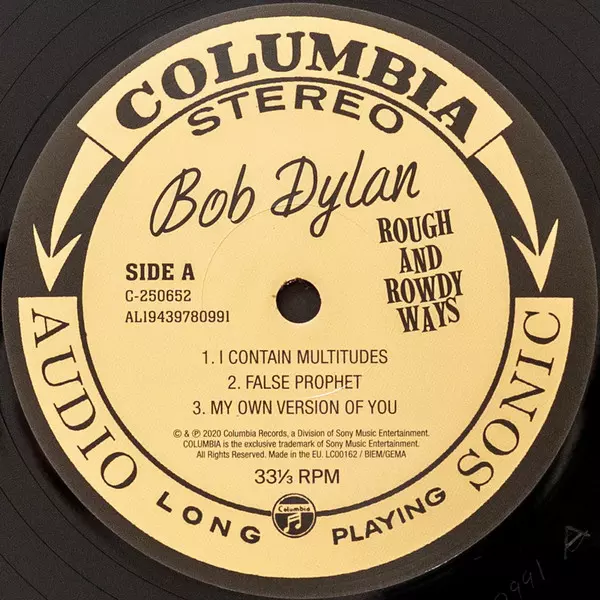 COLUMBIA
STEREO
Bob Dylan
ROUGH
AND
ROWDY
WAYS
SIDE A
C-250652
AL19439780991
1. I CONTAIN MULTITUDES
2. FALSE PROPHET
3. MY OWN VERSION OF YOU
© & ℗ 2020 Columbia Records, a Division of Sony Music Entertainment.
COLUMBIA is the exclusive trademark of Sony Music Entertainment.
All Rights Reserved. Made in the EU. LC00162 / BIEM/GEMA
33⅓ RPM
Columbia
AUDIO
SONIC
LONG PLAYING
0991 A